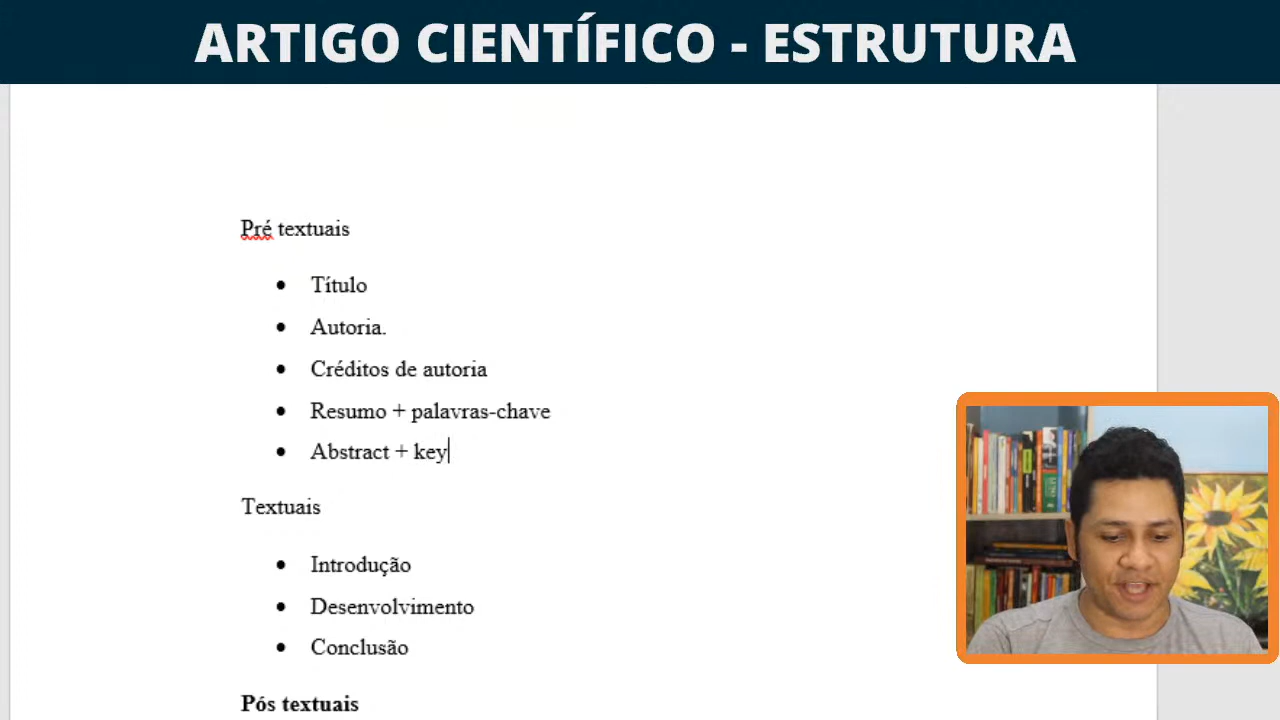 ARTIGO CIENTÍFICO - ESTRUTURA
Pré textuais
• Título
• Autoria.
• Créditos de autoria
• Resumo + palavras-chave
• Abstract + key
Textuais
• Introdução
• Desenvolvimento
• Conclusão
Pós textuais